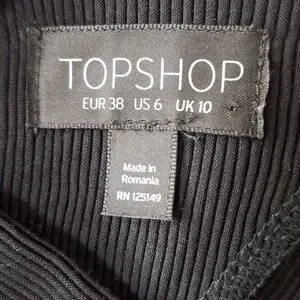 TOPSHOP
EUR 38 US 6 UK 10
Made in
Romania
RN 125149